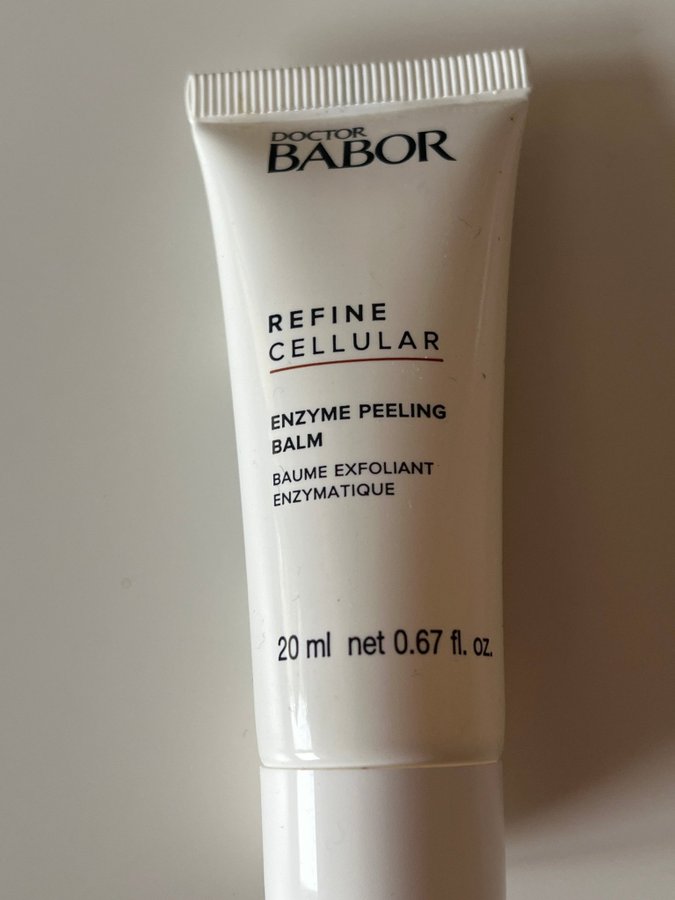 DOCTOR
BABOR
REFINE
CELLULAR
ENZYME PEELING
BALM
BAUME EXFOLIANT
ENZYMATIQUE
20 ml net 0.67 fl. oz.